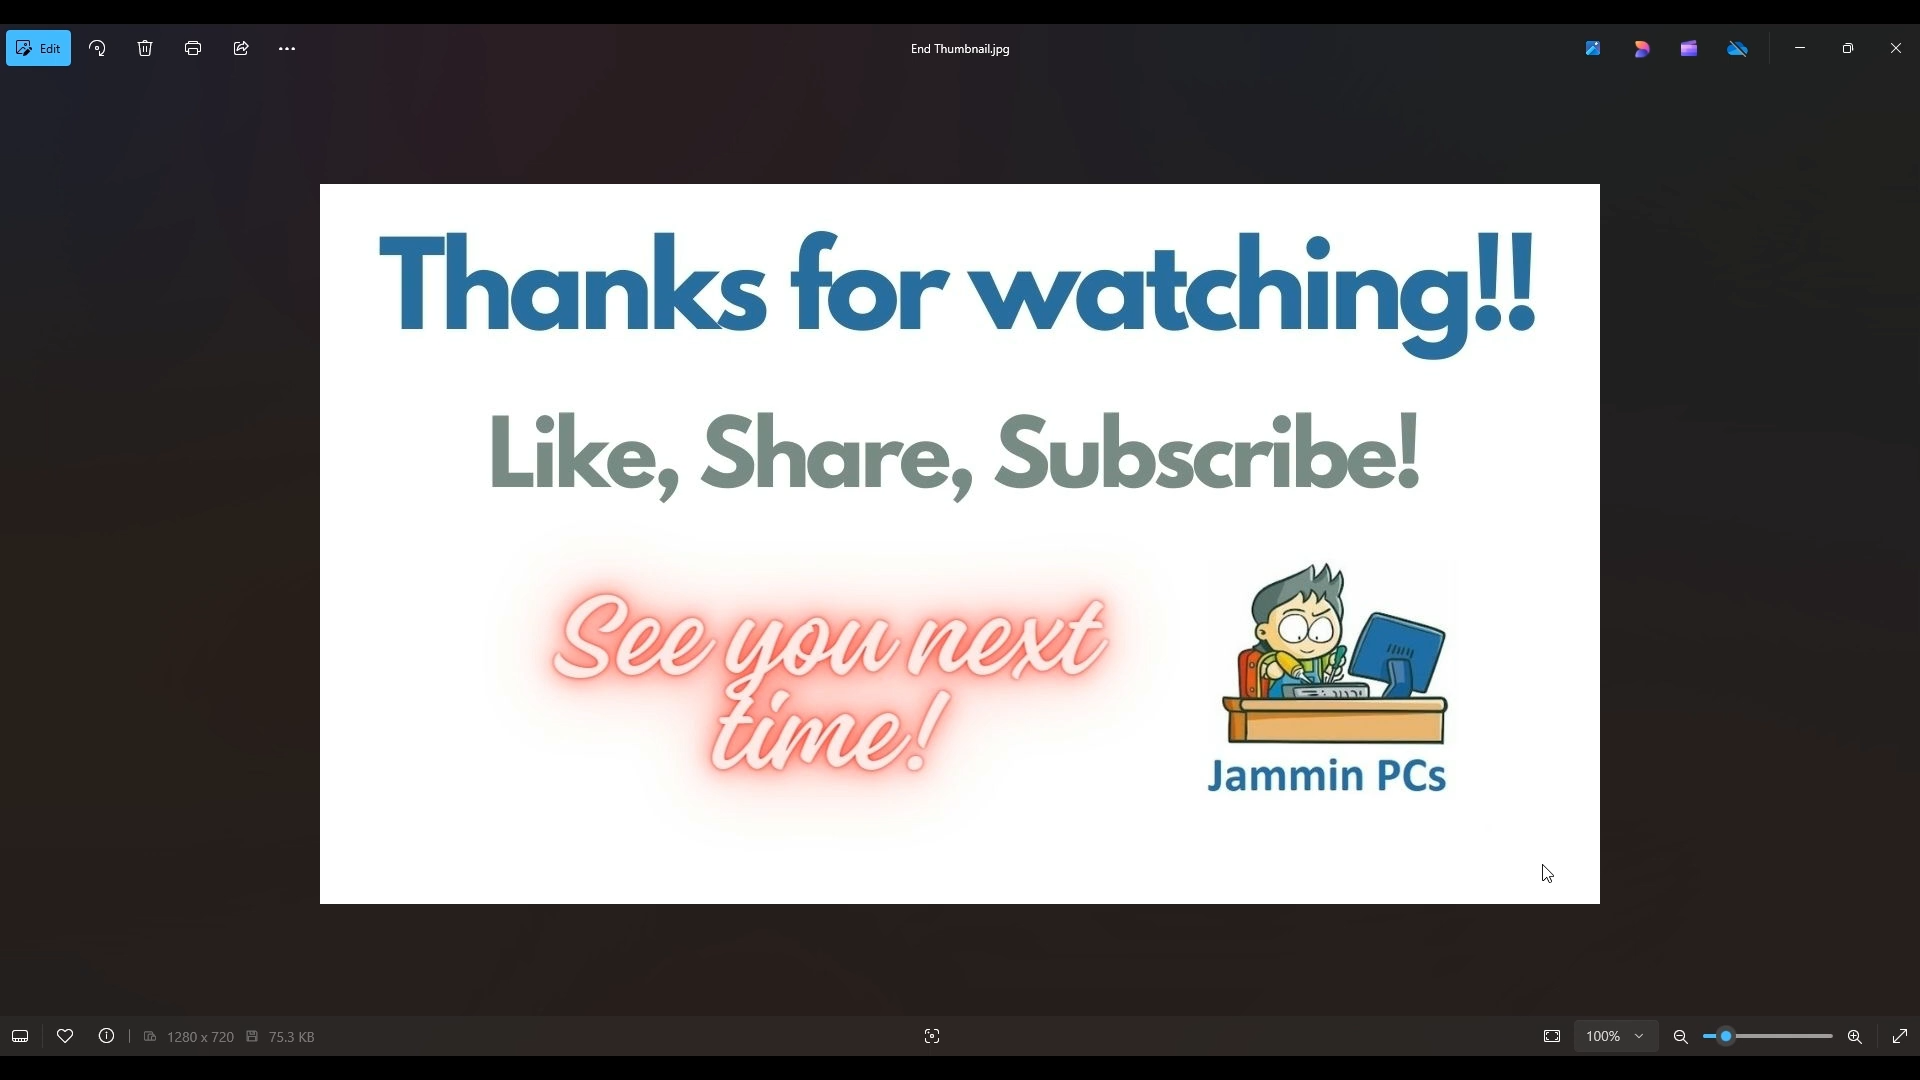 Edit
End Thumbnail.jpg
Thanks for watching!!
Like, Share, Subscribe!
See you next
time!
Jammin PCs
1280 x 720
75.3 KB
100%